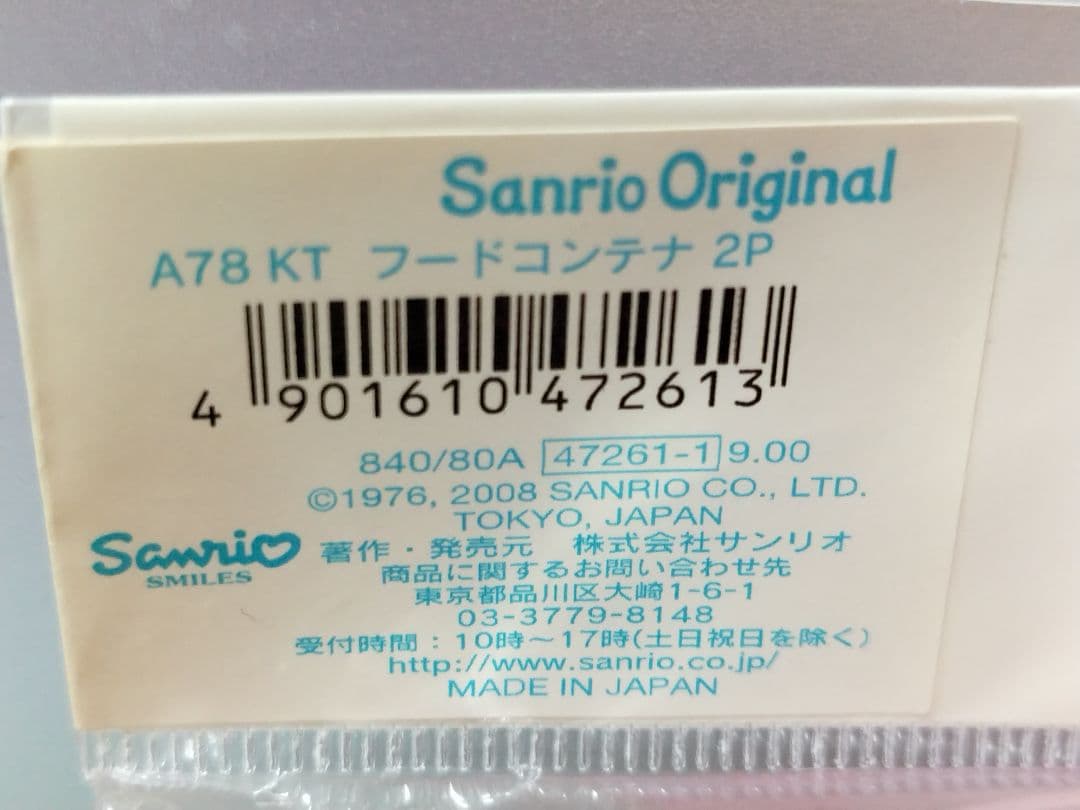 Sanrio Original
A78 KT フードコンテナ 2P
4 901610 472613
840/80A 47261-1 9.00
©1976, 2008 SANRIO CO., LTD.
TOKYO, JAPAN
Sanrio
SMILES
著作・発売元 株式会社サンリオ
商品に関するお問い合わせ先
東京都品川区大崎1-6-1
03-3779-8148
受付時間：10時～17時(土日祝日を除く)
http://www.sanrio.co.jp/
MADE IN JAPAN